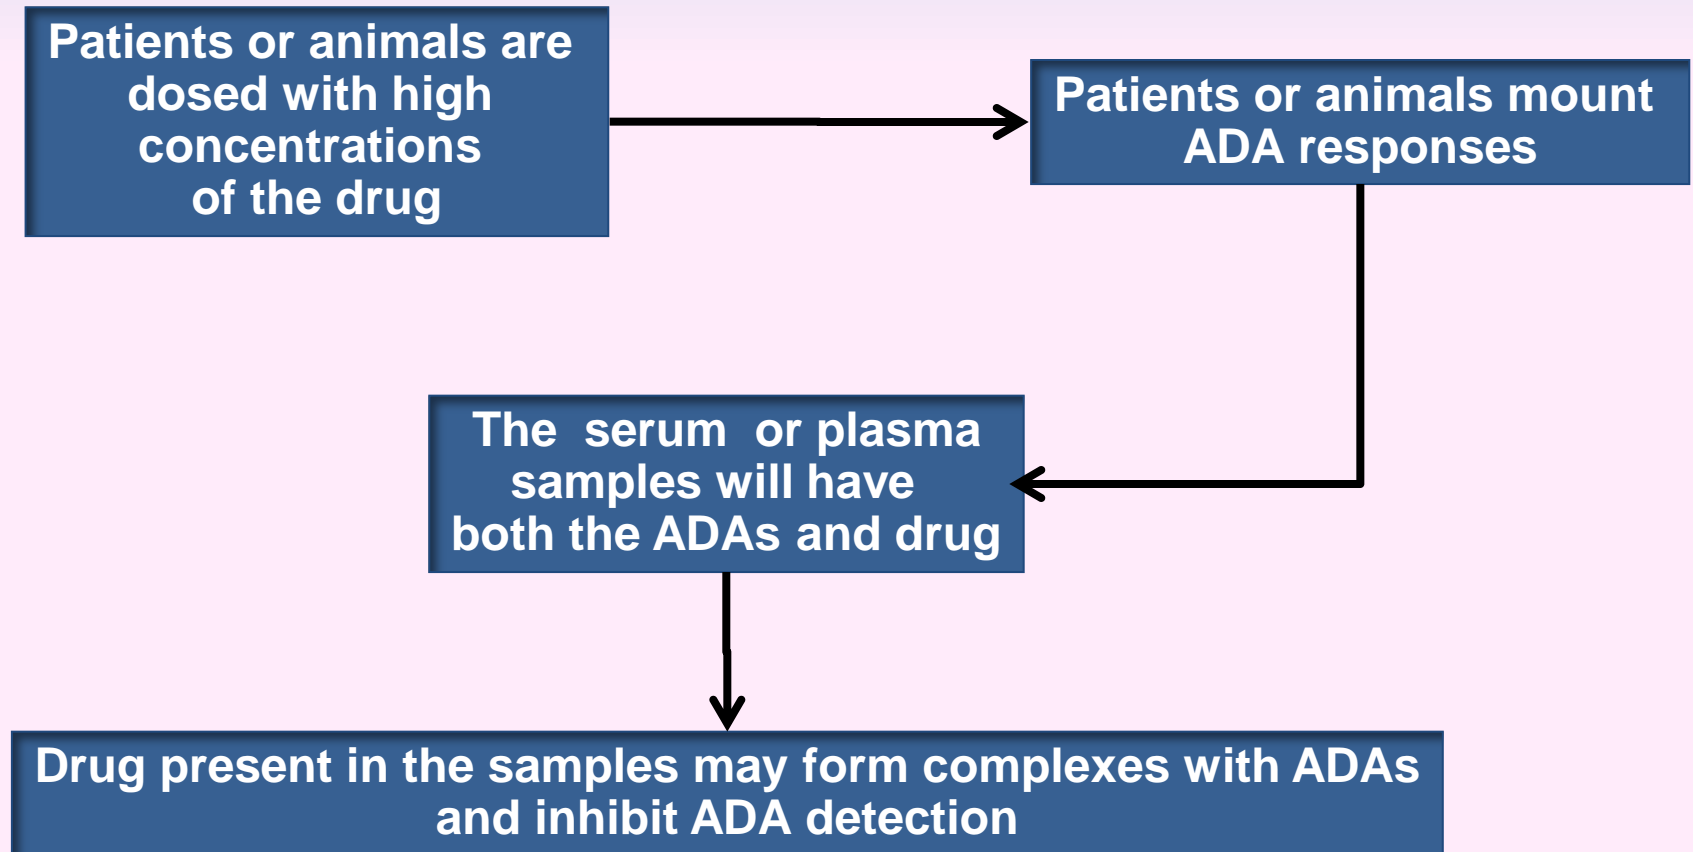 Patients or animals are
dosed with high
concentrations
of the drug
Patients or animals mount
ADA responses
The serum or plasma
samples will have
both the ADAs and drug
Drug present in the samples may form complexes with ADAs
and inhibit ADA detection